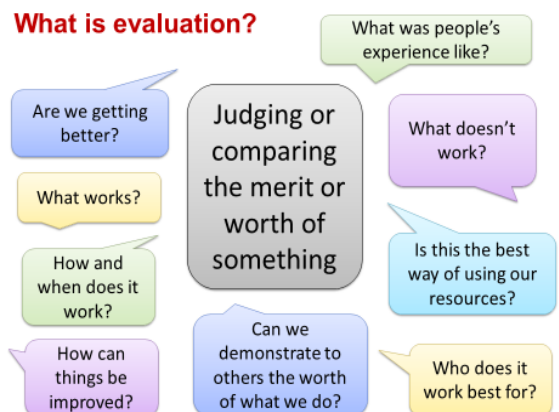 What is evaluation?
What was people's
experience like?
Are we getting
better?
Judging or
comparing
the merit or
worth of
something
What doesn't
work?
What works?
How and
when does it
work?
Is this the best
way of using our
resources?
How can
things be
improved?
Can we
demonstrate to
others the worth
of what we do?
Who does it
work best for?